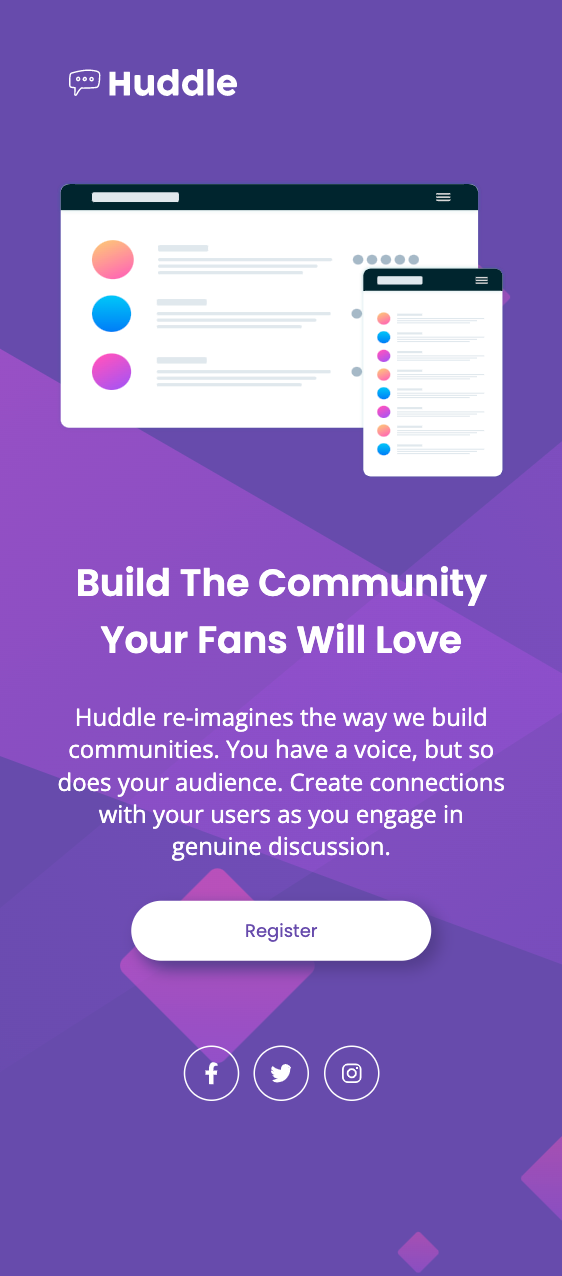 Huddle
Build The Community
Your Fans Will Love
Huddle re-imagines the way we build
communities. You have a voice, but so
does your audience. Create connections
with your users as you engage in
genuine discussion.
Register